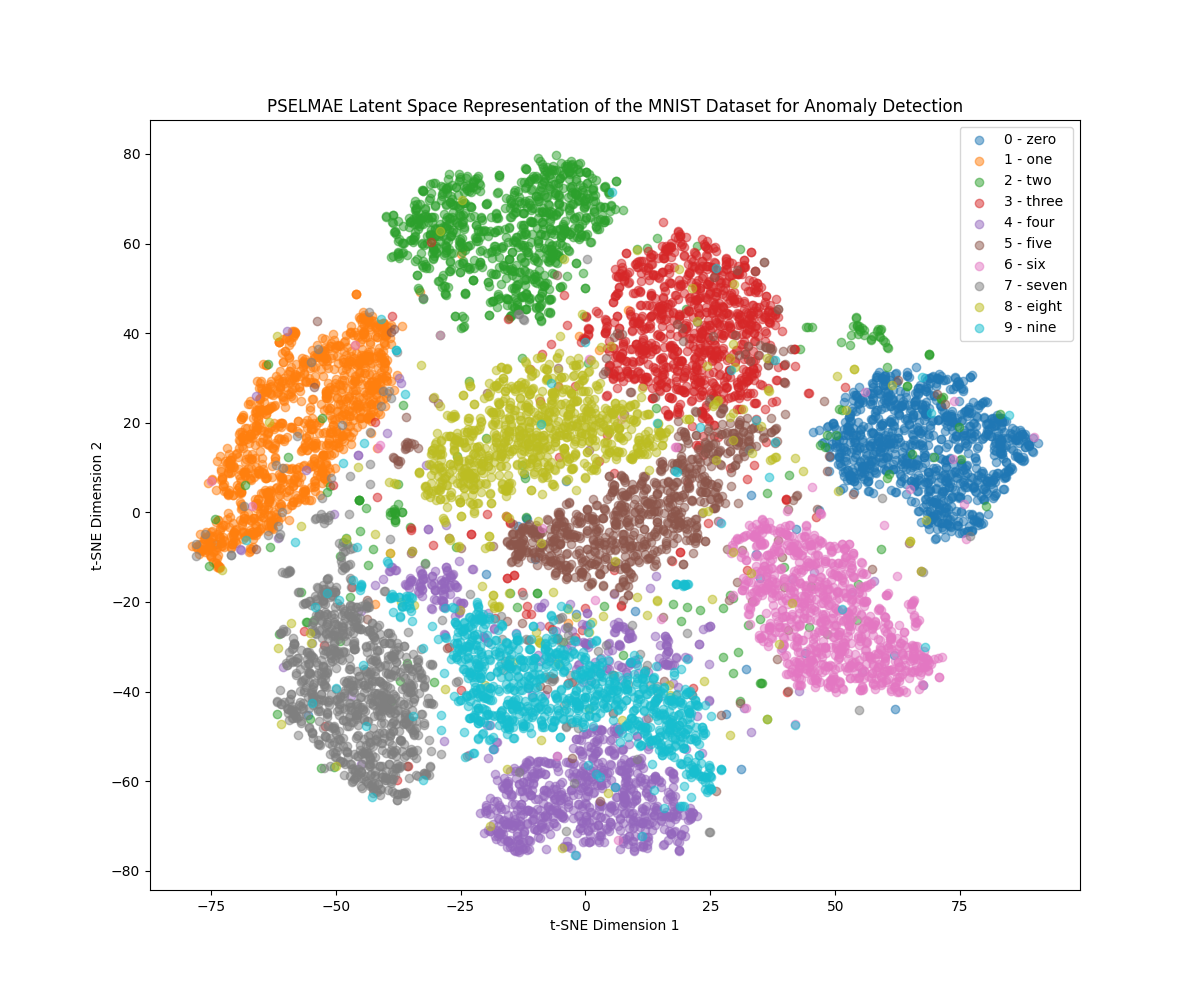 PSELMAE Latent Space Representation of the MNIST Dataset for Anomaly Detection
80
60
40
20
0
−20
−40
−60
−80
t-SNE Dimension 2
0 - zero
1 - one
2 - two
3 - three
4 - four
5 - five
6 - six
7 - seven
8 - eight
9 - nine
−75 −50 −25 0 25 50 75
t-SNE Dimension 1